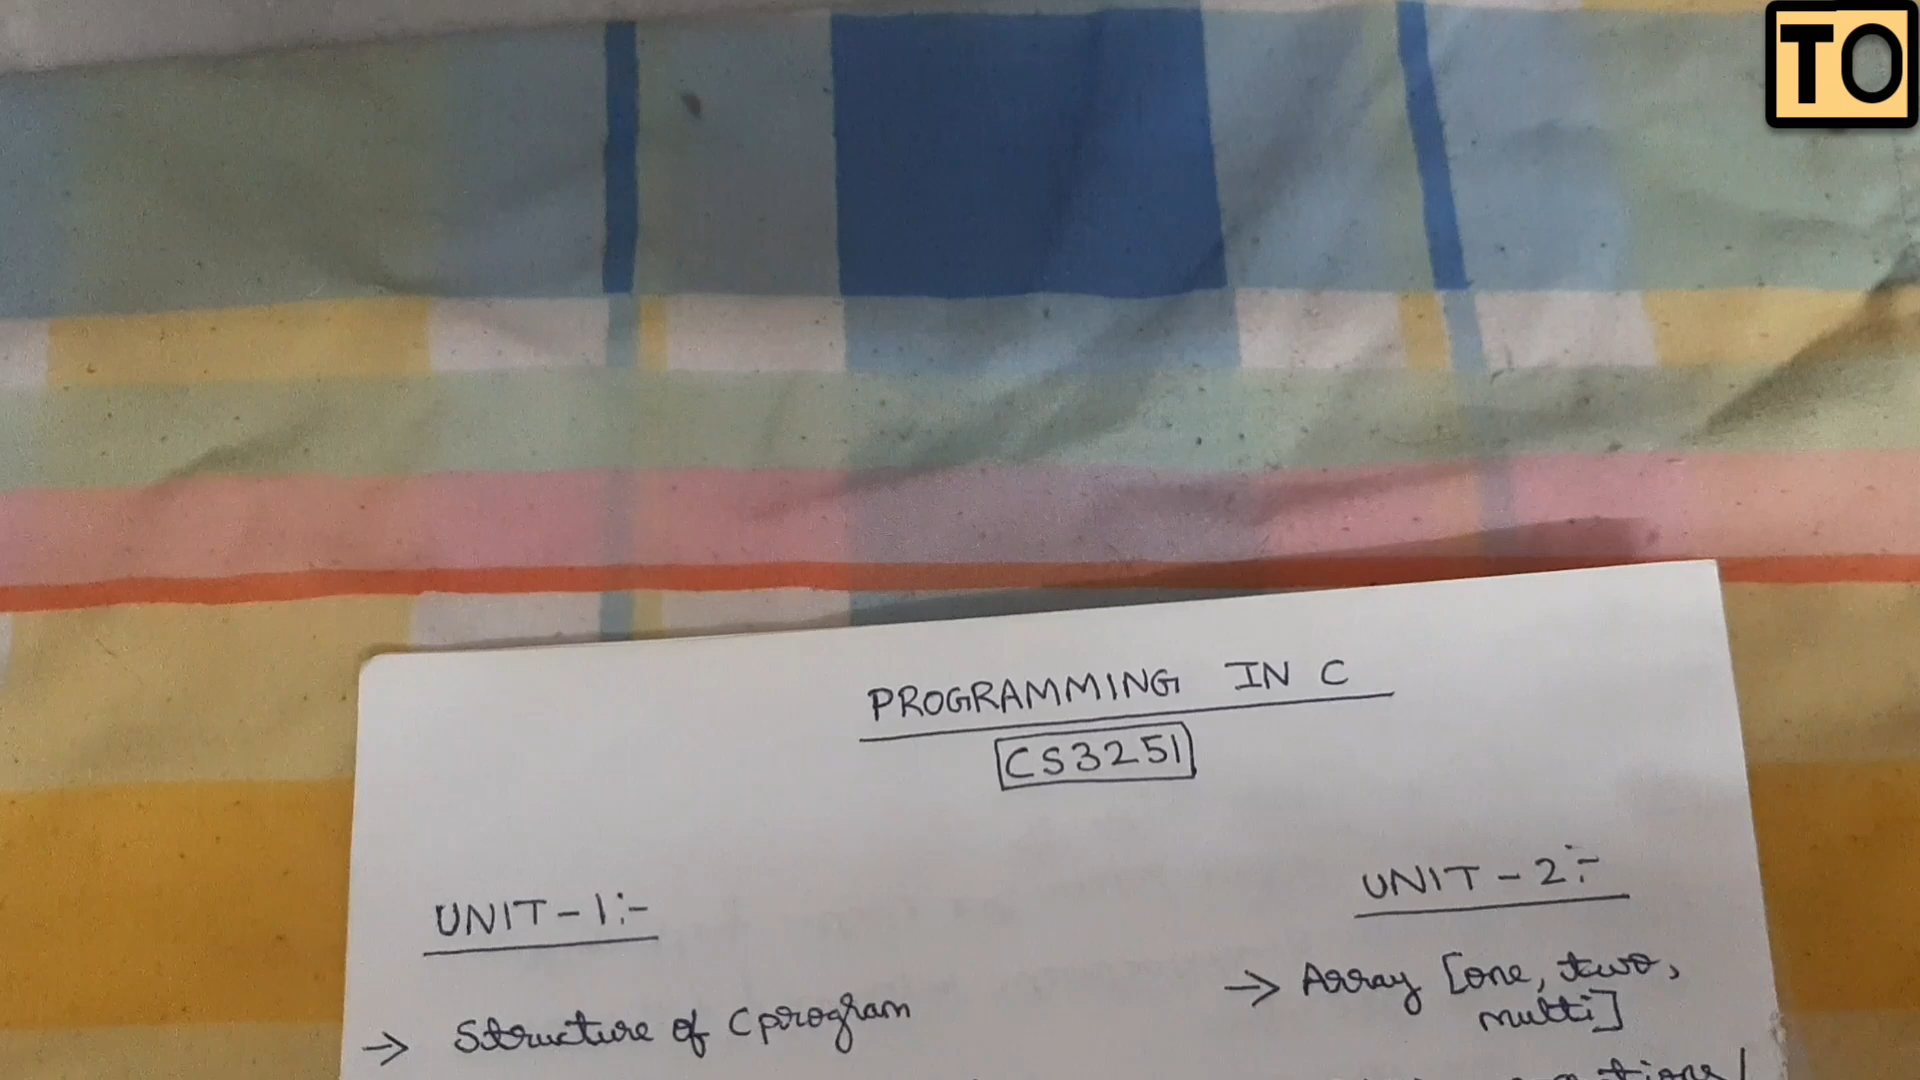 TO
PROGRAMMING IN C
CS3251
UNIT-1:-
→ Structure of C program
UNIT - 2:-
→ Array [one, two,
multi]